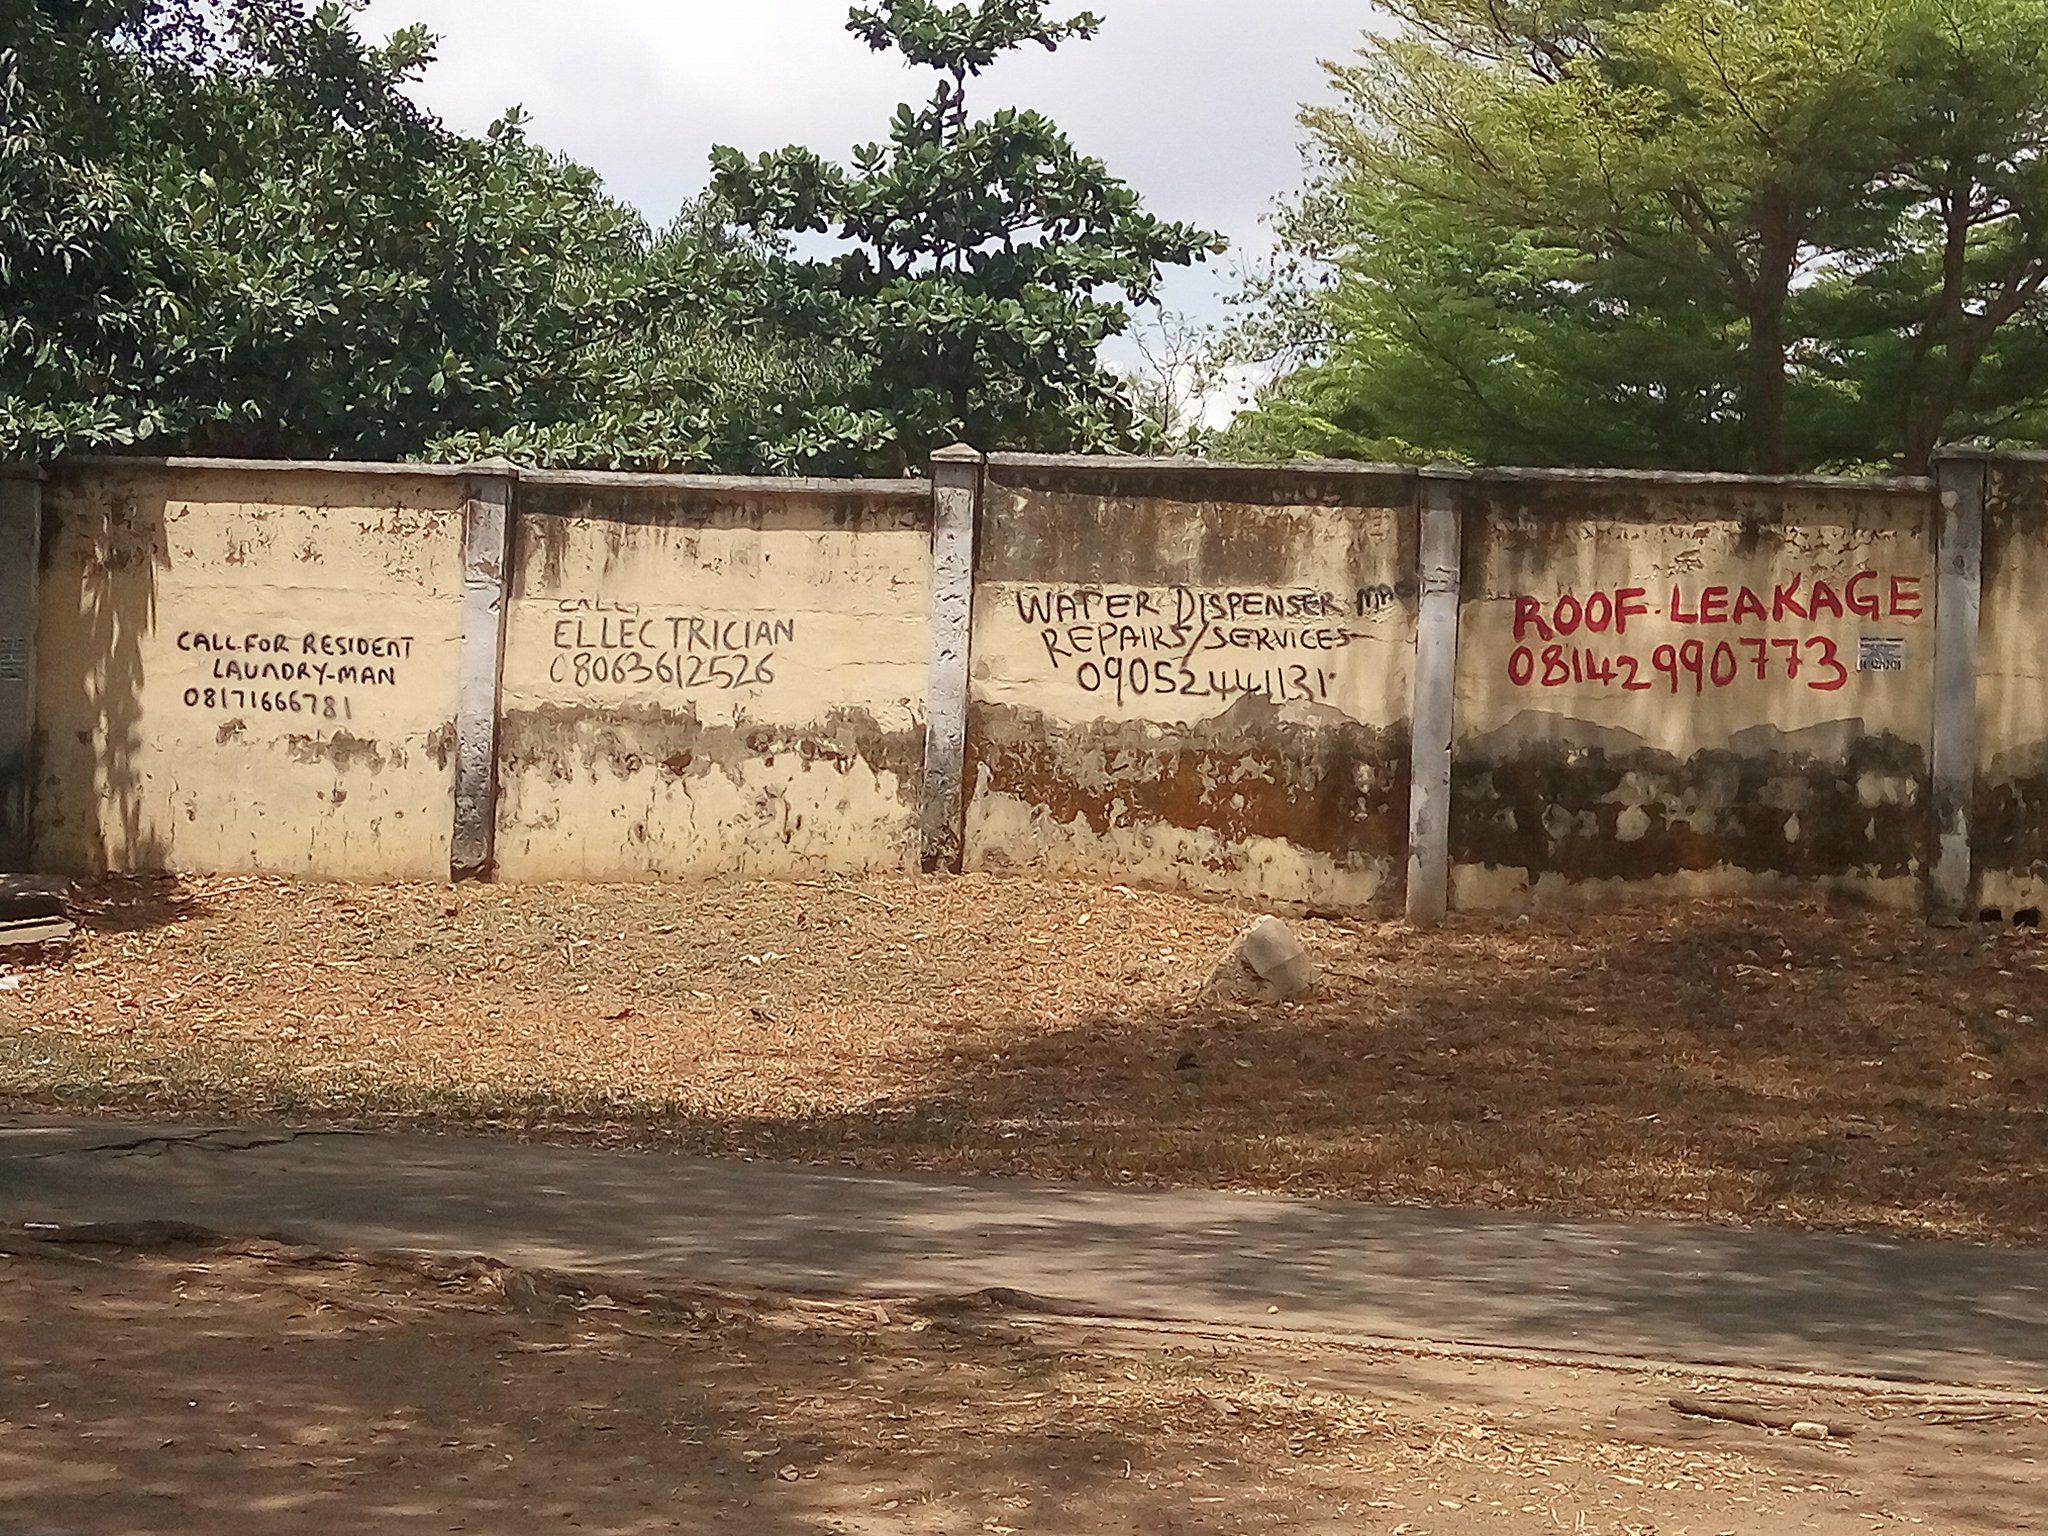 CALL FOR RESIDENT
LAUNDRY-MAN
08171666781
CALL
ELLECTRICIAN
08063612526
WATER DISPENSER
REPAIRS/SERVICES
09052441131
ROOF-LEAKAGE
08142990773